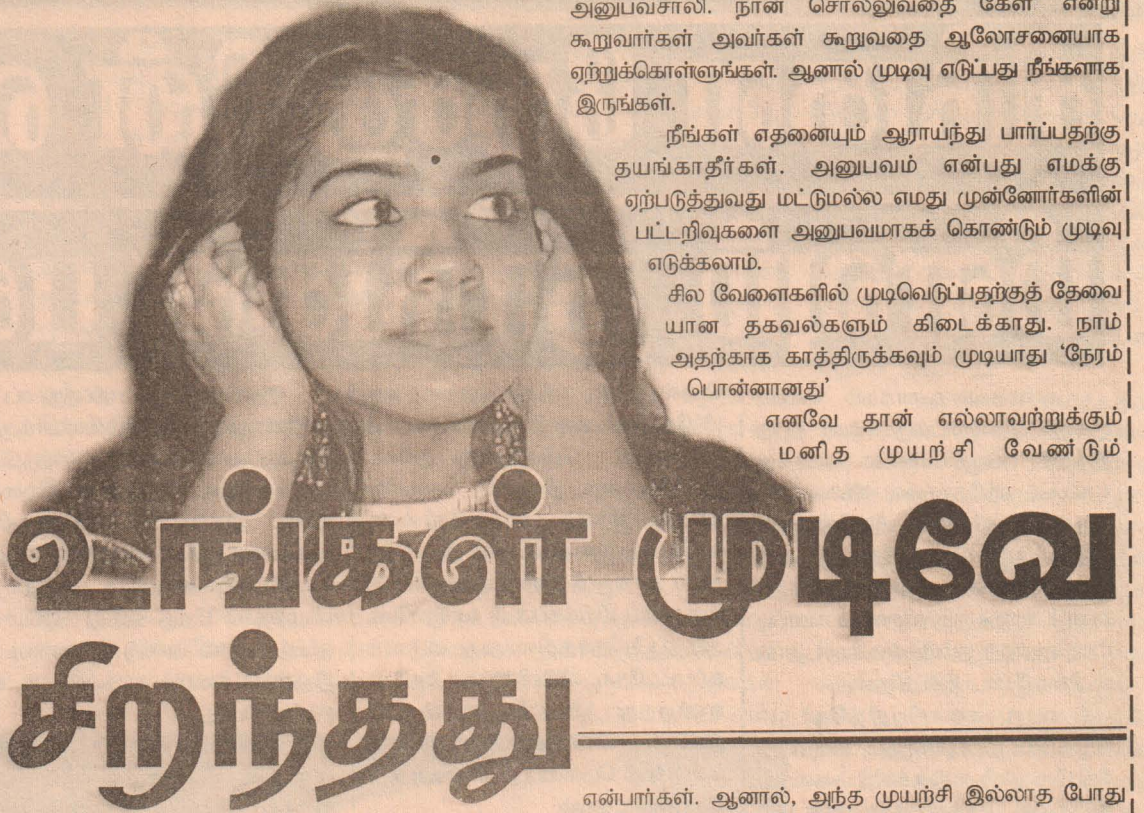 அனுபவசாலி. நான் சொல்லுவதை கேள் என்று
கூறுவார்கள் அவர்கள் கூறுவதை ஆலோசனையாக
ஏற்றுக்கொள்ளுங்கள். ஆனால் முடிவு எடுப்பது நீங்களாக
இருங்கள்.
நீங்கள் எதனையும் ஆராய்ந்து பார்ப்பதற்கு
தயங்காதீர்கள். அனுபவம் என்பது எமக்கு
ஏற்படுத்துவது மட்டுமல்ல எமது முன்னோர்களின்
பட்டறிவுகளை அனுபவமாகக் கொண்டும் முடிவு
எடுக்கலாம்.
சில வேளைகளில் முடிவெடுப்பதற்குத் தேவை
யான தகவல்களும் கிடைக்காது. நாம்
அதற்காக காத்திருக்கவும் முடியாது ‘நேரம்
பொன்னானது’
எனவே தான் எல்லாவற்றுக்கும்
மனித முயற்சி வேண்டும்
உங்கள் முடிவே
சிறந்தது
என்பார்கள். ஆனால், அந்த முயற்சி இல்லாத போது